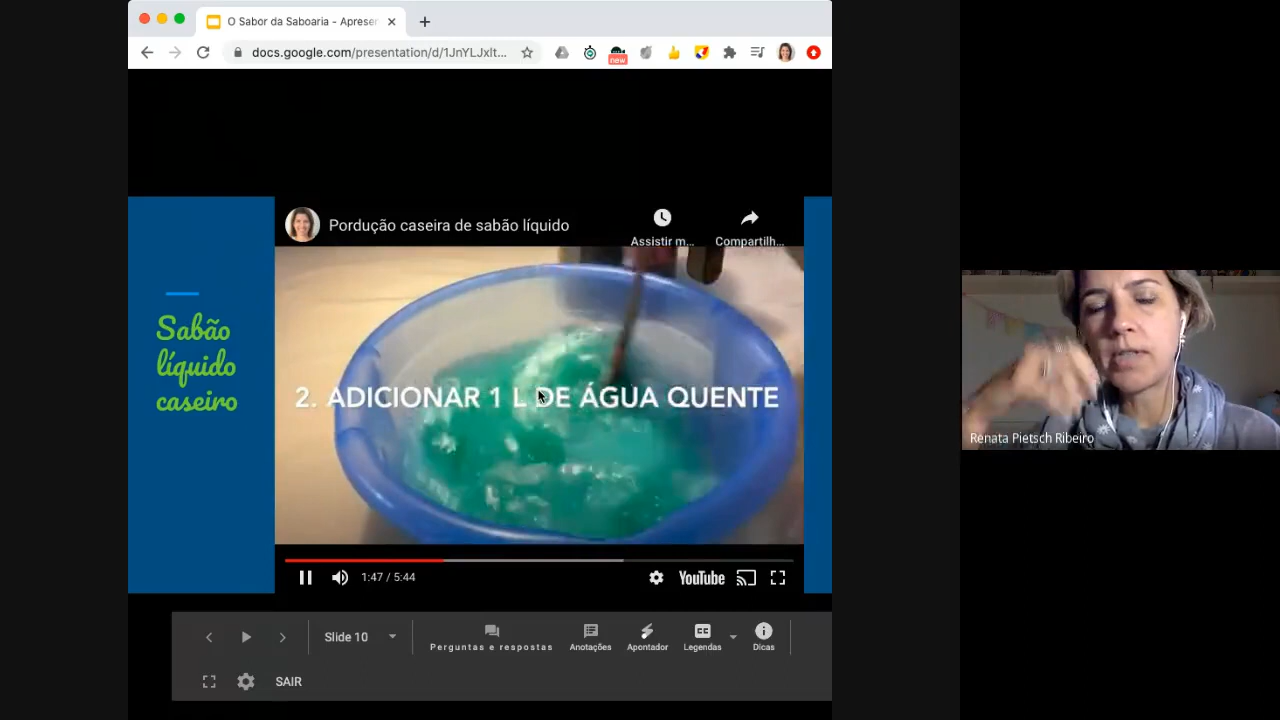 O Sabor da Saboaria - Apreser
docs.google.com/presentation/d/1JnYLJxlt...
new
Pordução caseira de sabão líquido
Assistir m...
Compartilh...
Sabão
líquido
caseiro
2. ADICIONAR 1 L DE ÁGUA QUENTE
Renata Pietsch Ribeiro
1:47 / 5:44
YouTube
Slide 10
Perguntas e respostas
Anotações
Apontador
CC
Legendas
Dicas
SAIR